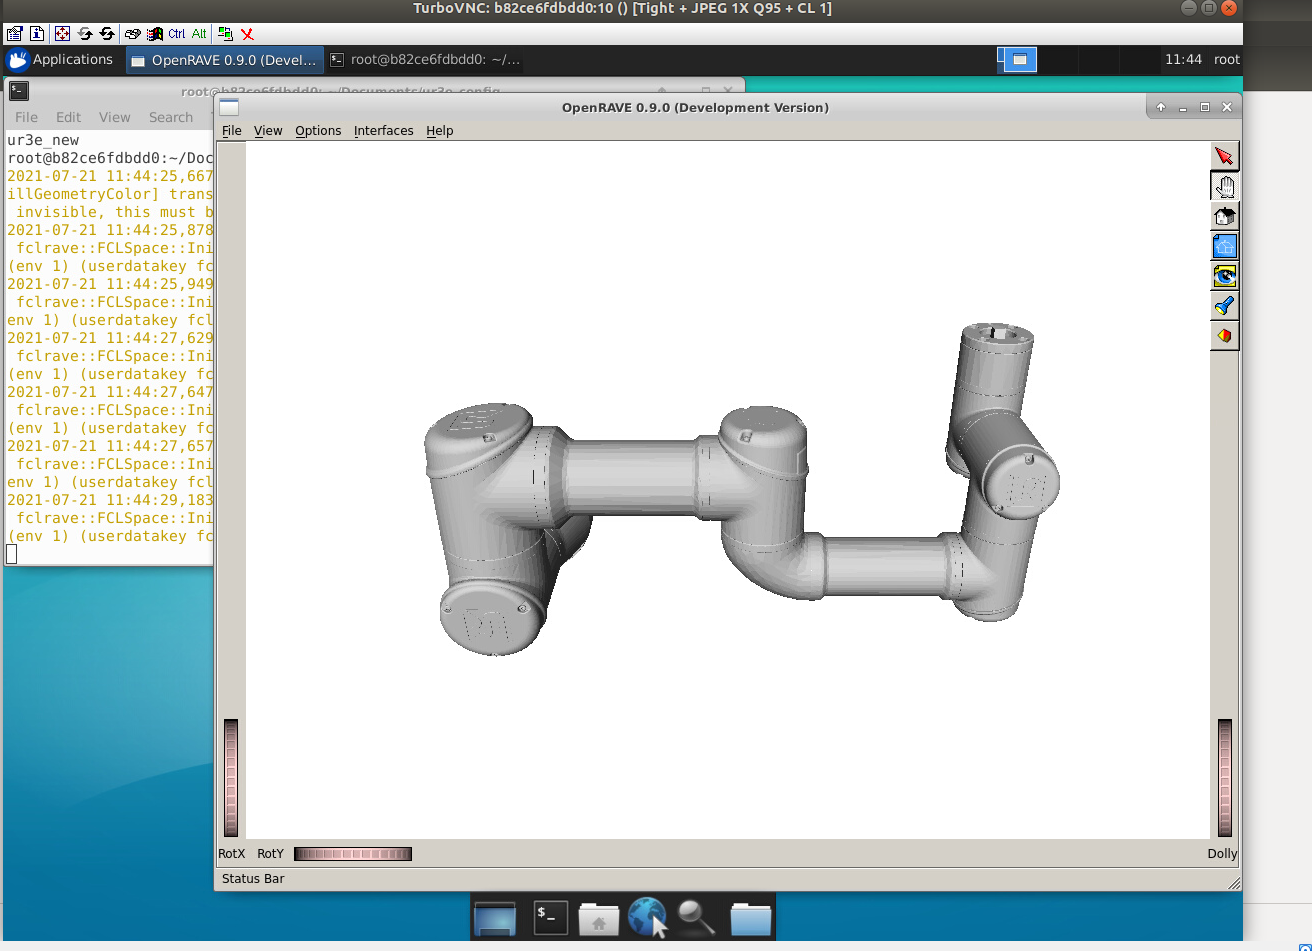 TurboVNC: b82ce6fdbdd0:10 () [Tight + JPEG 1X Q95 + CL 1]
Ctrl Alt
Applications
OpenRAVE 0.9.0 (Devel...
root@b82ce6fdbdd0: ~/...
11:44 root
root@b82ce6fdbdd0: ~/Documents/ur3e_config
File Edit View Search
ur3e_new
root@b82ce6fdbdd0:~/Doc
2021-07-21 11:44:25,667
illGeometryColor] trans
invisible, this must b
2021-07-21 11:44:25,878
fclrave::FCLSpace::Ini
(env 1) (userdatakey fc
2021-07-21 11:44:25,949
fclrave::FCLSpace::Ini
env 1) (userdatakey fcl
2021-07-21 11:44:27,629
fclrave::FCLSpace::Ini
(env 1) (userdatakey fc
2021-07-21 11:44:27,647
fclrave::FCLSpace::Ini
(env 1) (userdatakey fc
2021-07-21 11:44:27,657
fclrave::FCLSpace::Ini
env 1) (userdatakey fcl
2021-07-21 11:44:29,183
fclrave::FCLSpace::Ini
(env 1) (userdatakey fc
OpenRAVE 0.9.0 (Development Version)
File View Options Interfaces Help
RotX RotY
Dolly
Status Bar